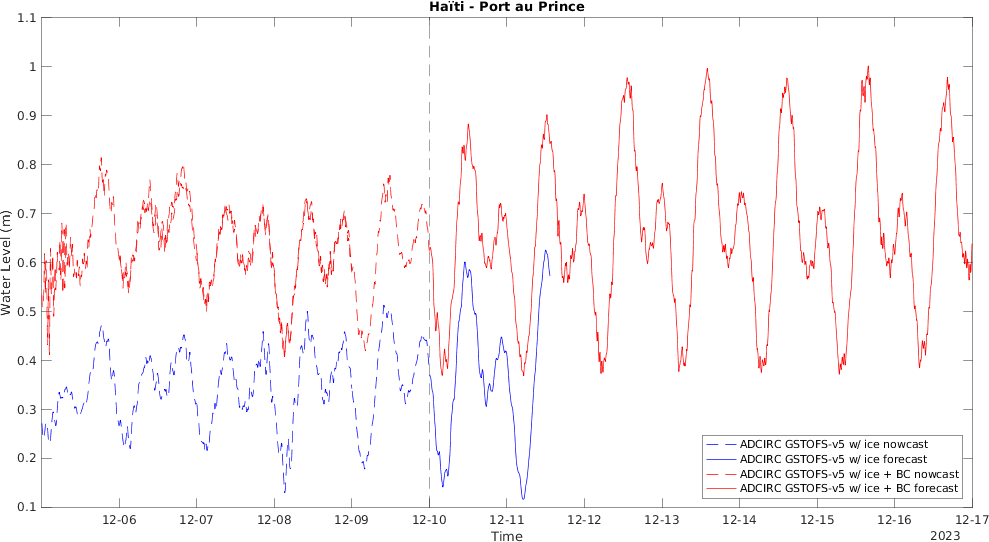 Haïti - Port au Prince
Water Level (m)
1.1
1
0.9
0.8
0.7
0.6
0.5
0.4
0.3
0.2
0.1
ADCIRC GSTOFS-v5 w/ ice nowcast
ADCIRC GSTOFS-v5 w/ ice forecast
ADCIRC GSTOFS-v5 w/ ice + BC nowcast
ADCIRC GSTOFS-v5 w/ ice + BC forecast
12-06 12-07 12-08 12-09 12-10 12-11 12-12 12-13 12-14 12-15 12-16 12-17
Time
2023